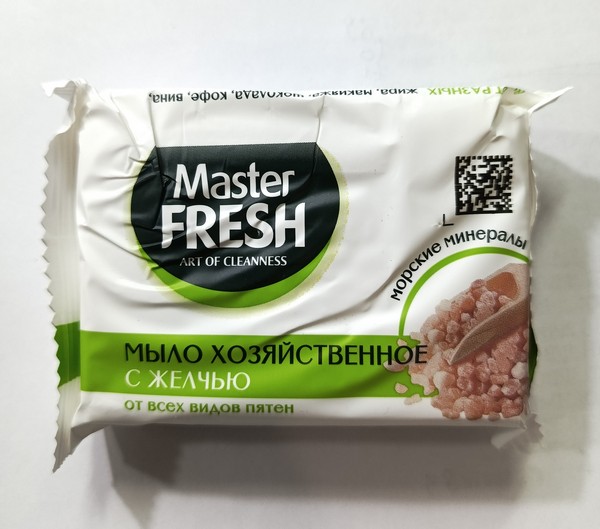 РАЗНЫХ жира, макияжа, шоколада, кофе, вина,
Master
FRESH
ART OF CLEANNESS
L
морские минералы
МЫЛО ХОЗЯЙСТВЕННОЕ
С ЖЕЛЧЬЮ
от всех видов пятен